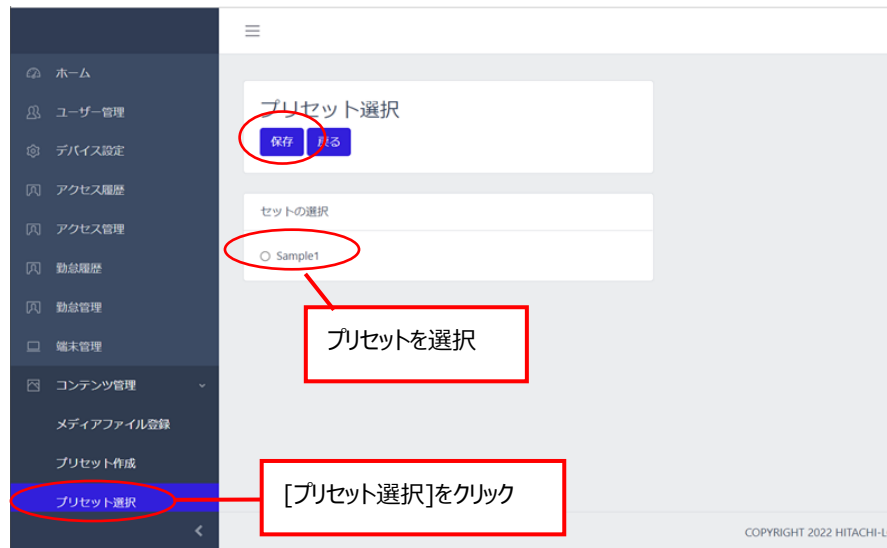 ホーム
ユーザー管理
デバイス設定
アクセス履歴
アクセス管理
勤怠履歴
勤怠管理
端末管理
コンテンツ管理
メディアファイル登録
プリセット作成
プリセット選択
プリセット選択
保存 戻る
セットの選択
Sample1
プリセットを選択
[プリセット選択]をクリック
COPYRIGHT 2022 HITACHI-L